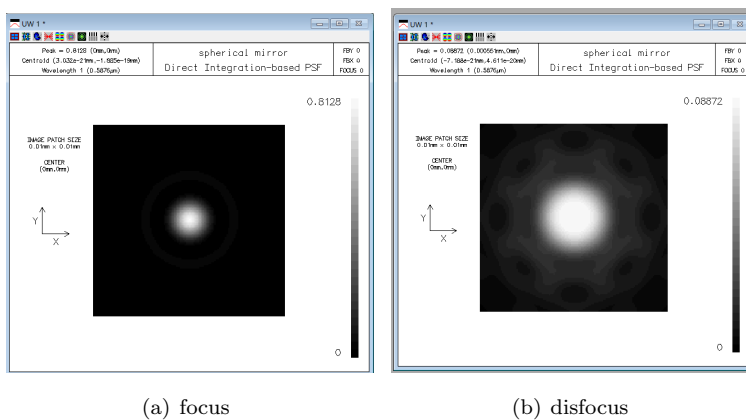 UW 1 *
Peak = 0.8128 (0mm,0mm)
Centroid (3.032e-21mm,-1.885e-19mm)
Wavelength 1 (0.5876µm)
spherical mirror
Direct Integration-based PSF
FBY 0
FBX 0
FOCUS 0
0.8128
IMAGE PATCH SIZE
0.01mm × 0.01mm
CENTER
(0mm,0mm)
Y
X
0
(a) focus
UW 1 *
Peak = 0.08872 (0.000551mm,0mm)
Centroid (-7.188e-21mm,4.611e-20mm)
Wavelength 1 (0.5876µm)
spherical mirror
Direct Integration-based PSF
FBY 0
FBX 0
FOCUS 0
0.08872
IMAGE PATCH SIZE
0.01mm × 0.01mm
CENTER
(0mm,0mm)
Y
X
0
(b) disfocus